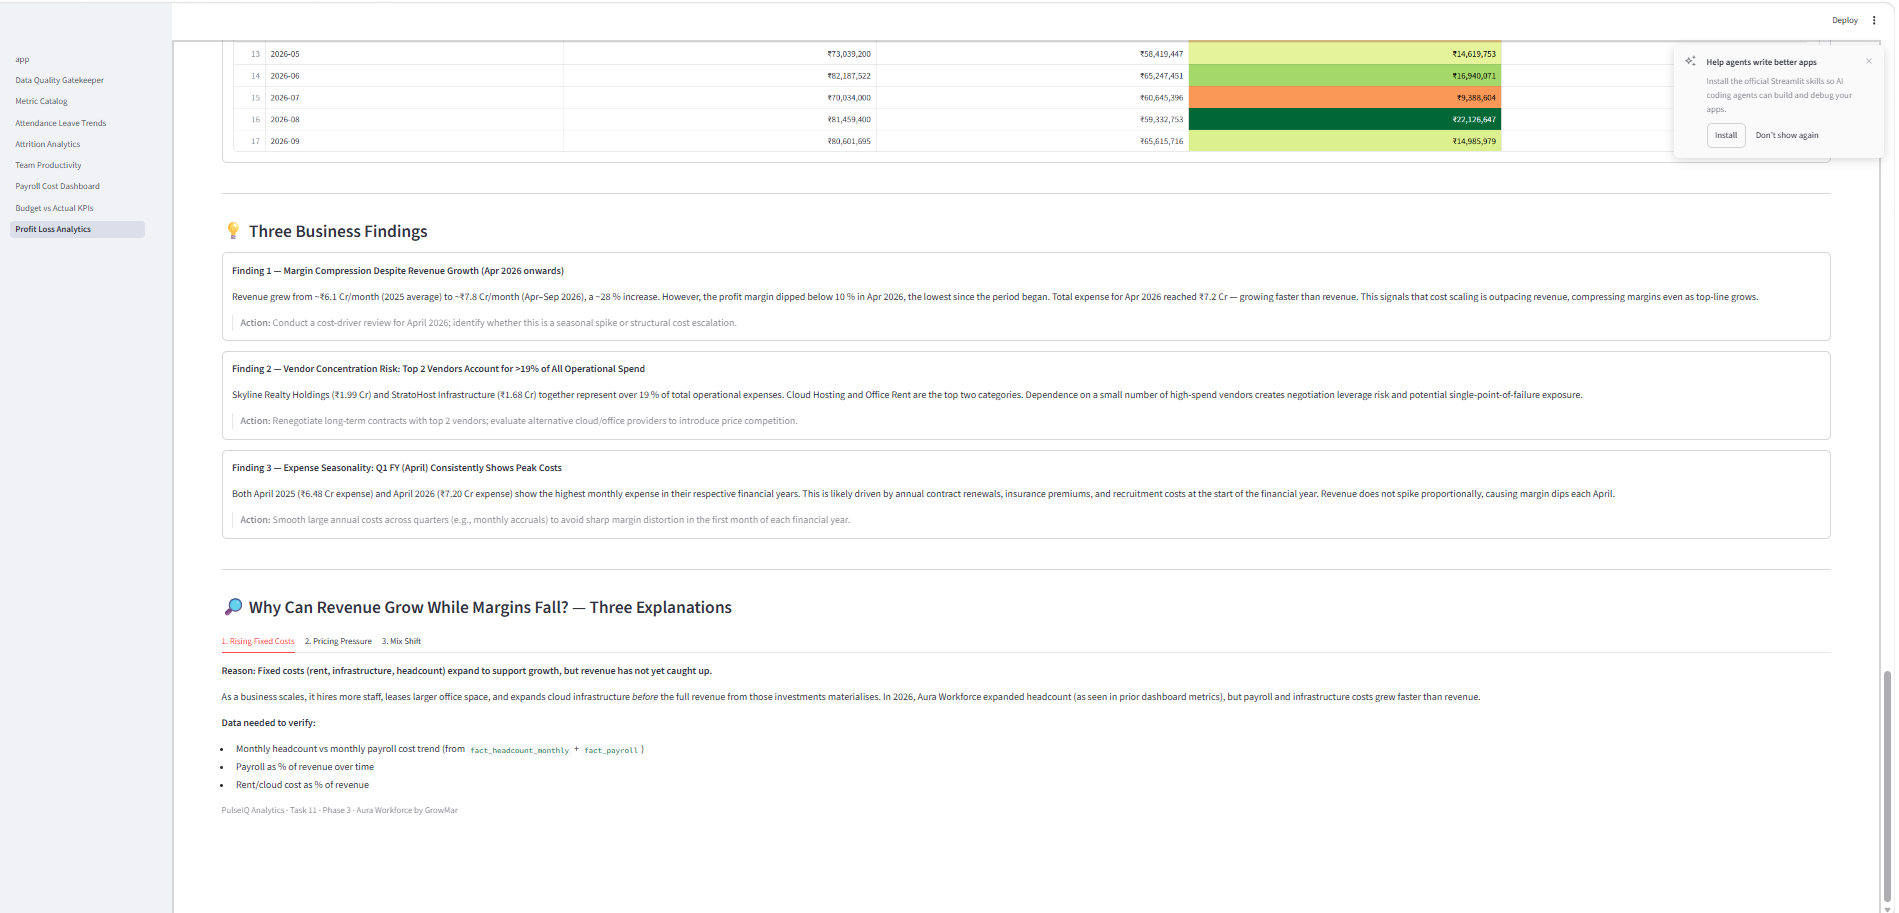 Deploy
app
Data Quality Gatekeeper
Metric Catalog
Attendance Leave Trends
Attrition Analytics
Team Productivity
Payroll Cost Dashboard
Budget vs Actual KPIs
Profit Loss Analytics
13 2026-05 ₹73,039,200 ₹58,419,447 ₹14,619,753
14 2026-06 ₹82,187,522 ₹65,247,451 ₹16,940,071
15 2026-07 ₹70,034,000 ₹60,645,396 ₹9,388,604
16 2026-08 ₹81,459,400 ₹59,332,753 ₹22,126,647
17 2026-09 ₹80,601,695 ₹65,615,716 ₹14,985,979
Help agents write better apps
Install the official Streamlit skills so AI
coding agents can build and debug your
apps.
Install Don't show again
Three Business Findings
Finding 1 — Margin Compression Despite Revenue Growth (Apr 2026 onwards)
Revenue grew from ~₹6.1 Cr/month (2025 average) to ~₹7.8 Cr/month (Apr–Sep 2026), a ~28 % increase. However, the profit margin dipped below 10 % in Apr 2026, the lowest since the period began. Total expense for Apr 2026 reached ₹7.2 Cr — growing faster than revenue. This signals that cost scaling is outpacing revenue, compressing margins even as top-line grows.
Action: Conduct a cost-driver review for April 2026; identify whether this is a seasonal spike or structural cost escalation.
Finding 2 — Vendor Concentration Risk: Top 2 Vendors Account for >19% of All Operational Spend
Skyline Realty Holdings (₹1.99 Cr) and StratoHost Infrastructure (₹1.68 Cr) together represent over 19 % of total operational expenses. Cloud Hosting and Office Rent are the top two categories. Dependence on a small number of high-spend vendors creates negotiation leverage risk and potential single-point-of-failure exposure.
Action: Renegotiate long-term contracts with top 2 vendors; evaluate alternative cloud/office providers to introduce price competition.
Finding 3 — Expense Seasonality: Q1 FY (April) Consistently Shows Peak Costs
Both April 2025 (₹6.48 Cr expense) and April 2026 (₹7.20 Cr expense) show the highest monthly expense in their respective financial years. This is likely driven by annual contract renewals, insurance premiums, and recruitment costs at the start of the financial year. Revenue does not spike proportionally, causing margin dips each April.
Action: Smooth large annual costs across quarters (e.g., monthly accruals) to avoid sharp margin distortion in the first month of each financial year.
Why Can Revenue Grow While Margins Fall? — Three Explanations
1. Rising Fixed Costs 2. Pricing Pressure 3. Mix Shift
Reason: Fixed costs (rent, infrastructure, headcount) expand to support growth, but revenue has not yet caught up.
As a business scales, it hires more staff, leases larger office space, and expands cloud infrastructure before the full revenue from those investments materialises. In 2026, Aura Workforce expanded headcount (as seen in prior dashboard metrics), but payroll and infrastructure costs grew faster than revenue.
Data needed to verify:
• Monthly headcount vs monthly payroll cost trend (from fact_headcount_monthly + fact_payroll)
• Payroll as % of revenue over time
• Rent/cloud cost as % of revenue
PulseIQ Analytics · Task 11 · Phase 3 · Aura Workforce by GrowMar